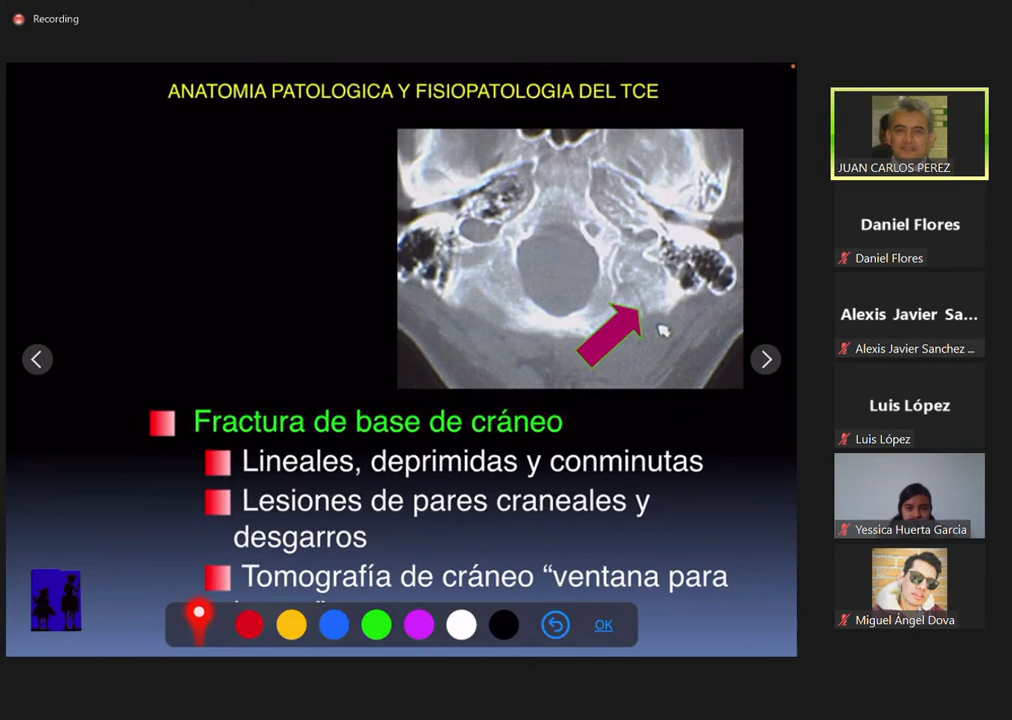 Recording
ANATOMIA PATOLOGICA Y FISIOPATOLOGIA DEL TCE
Fractura de base de cráneo
Lineales, deprimidas y conminutas
Lesiones de pares craneales y
desgarros
Tomografía de cráneo “ventana para
OK
JUAN CARLOS PEREZ
Daniel Flores
Daniel Flores
Alexis Javier Sa...
Alexis Javier Sanchez ...
Luis López
Luis López
Yessica Huerta Garcia
Miguel Ángel Dova